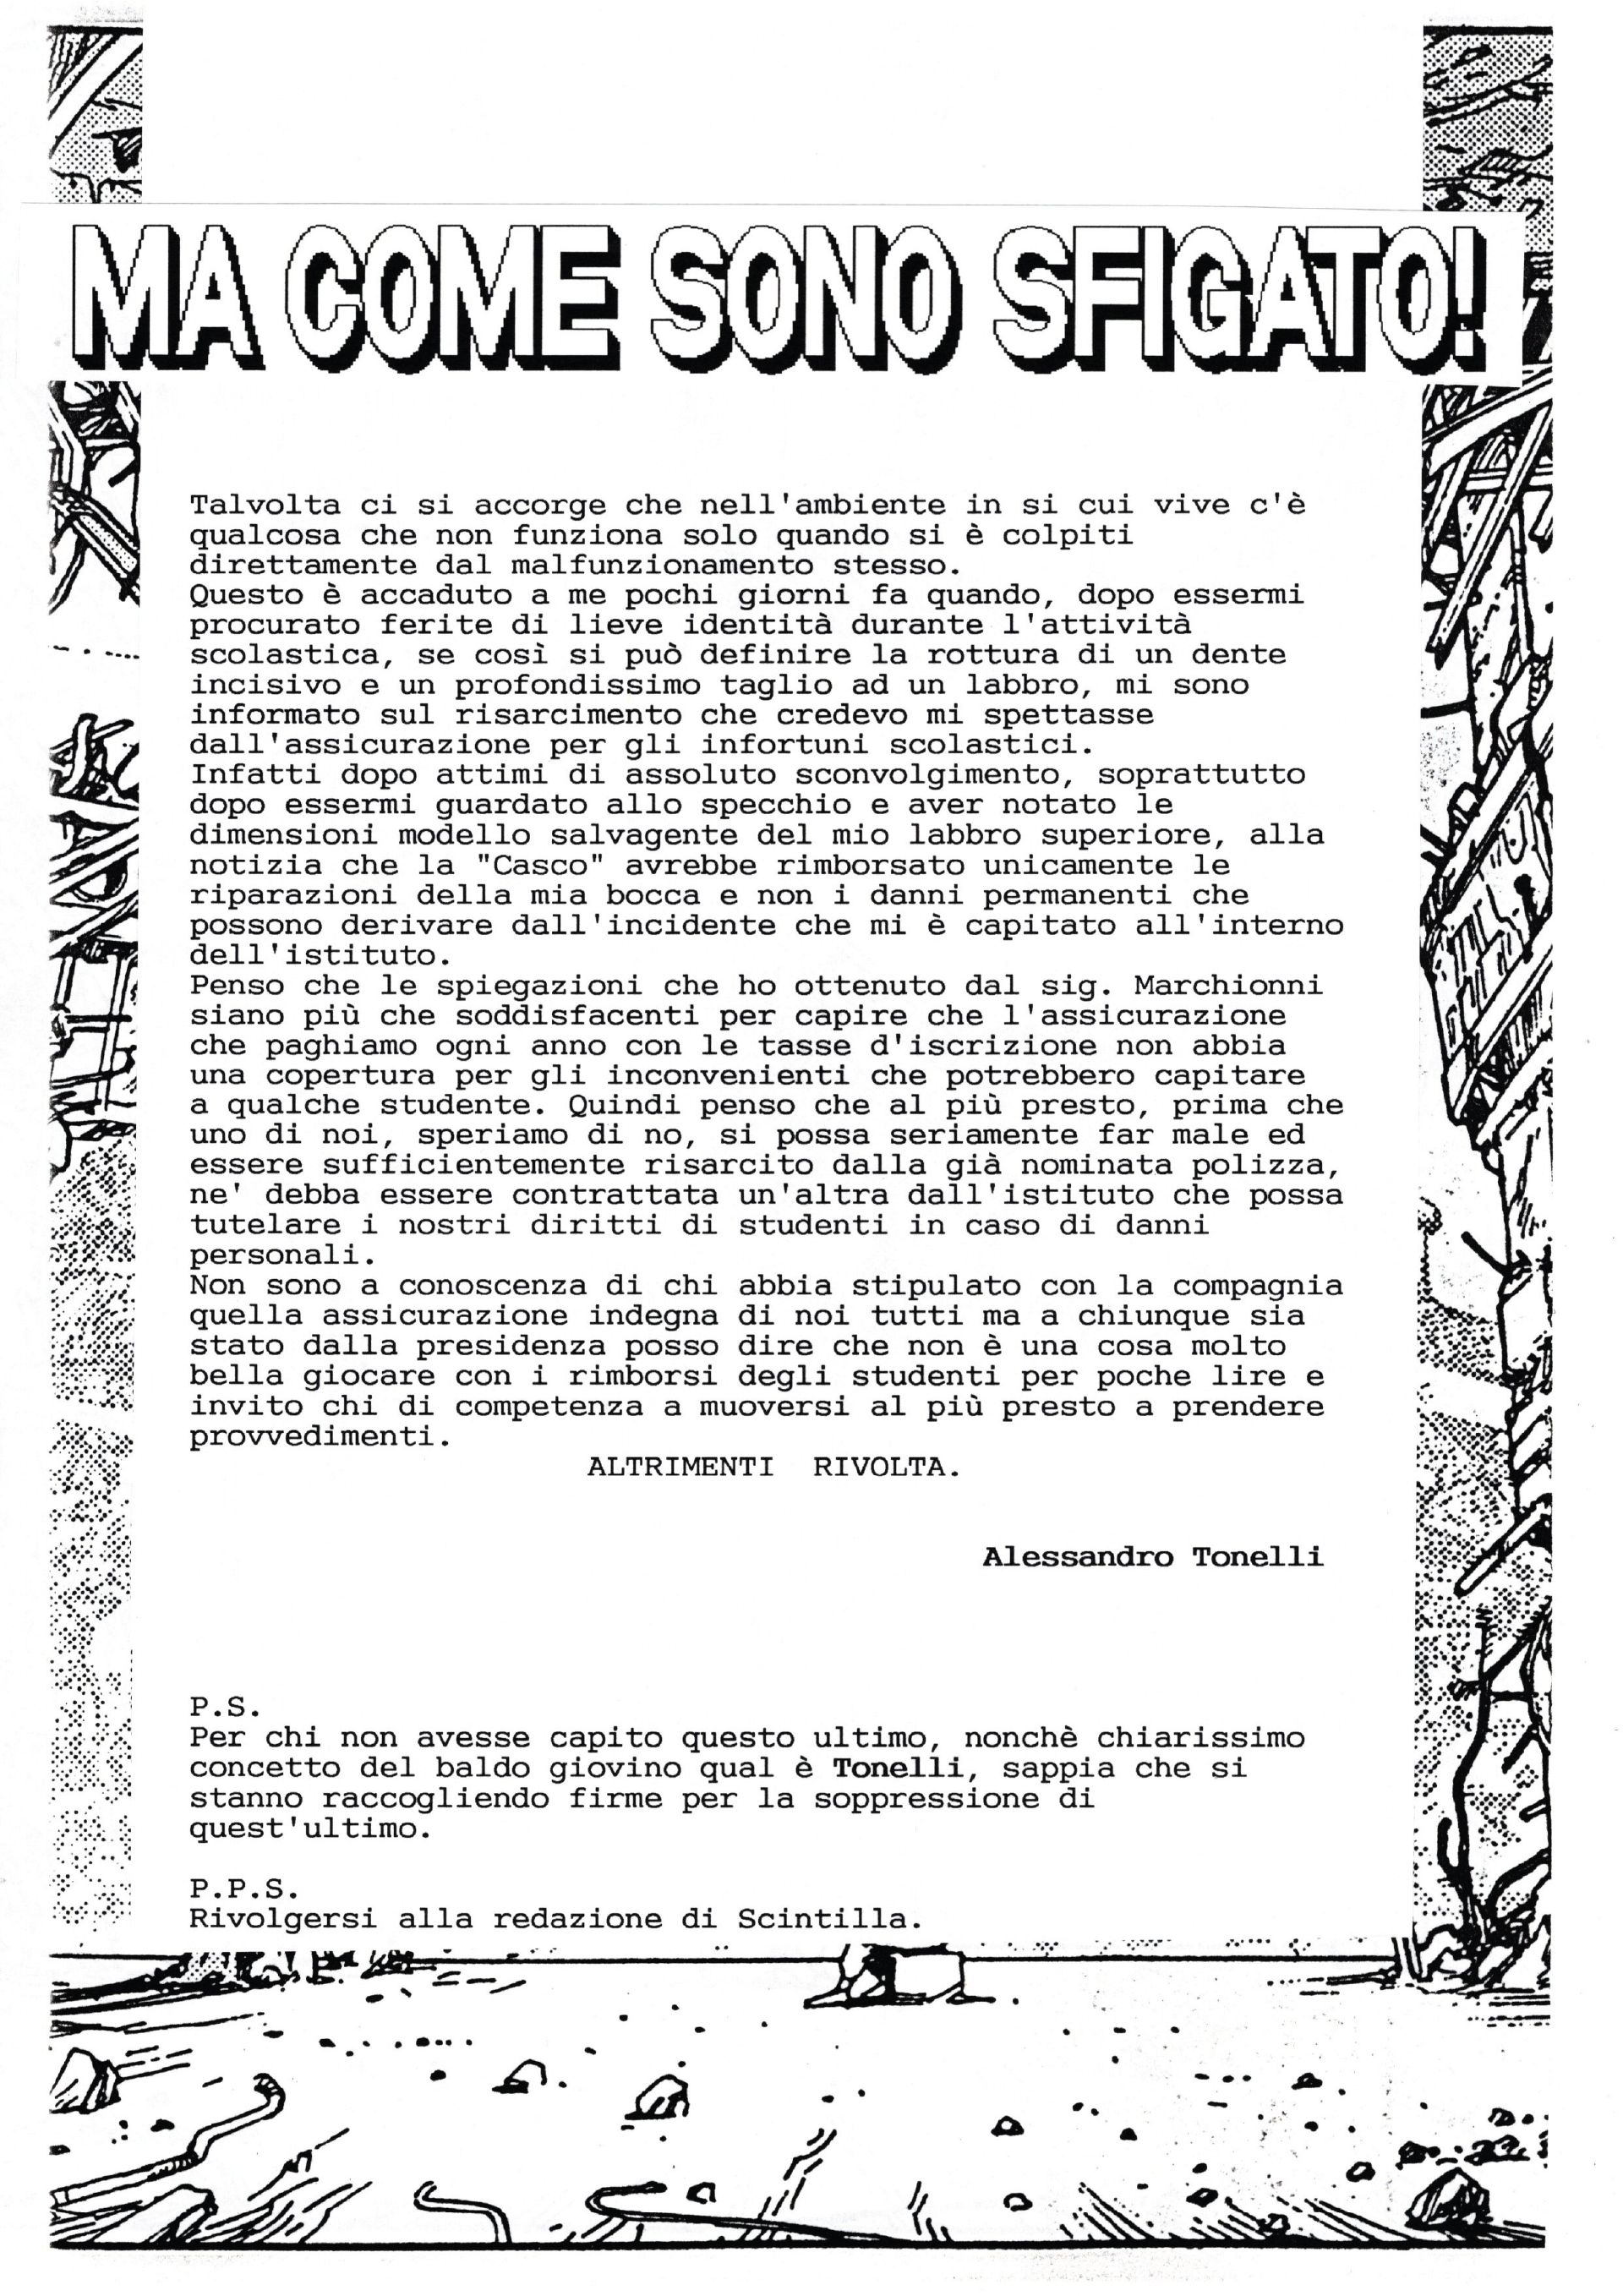 MA COME SONO SFIGATO!
Talvolta ci si accorge che nell'ambiente in si cui vive c'è
qualcosa che non funziona solo quando si è colpiti
direttamente dal malfunzionamento stesso.
Questo è accaduto a me pochi giorni fa quando, dopo essermi
procurato ferite di lieve identità durante l'attività
scolastica, se così si può definire la rottura di un dente
incisivo e un profondissimo taglio ad un labbro, mi sono
informato sul risarcimento che credevo mi spettasse
dall'assicurazione per gli infortuni scolastici.
Infatti dopo attimi di assoluto sconvolgimento, soprattutto
dopo essermi guardato allo specchio e aver notato le
dimensioni modello salvagente del mio labbro superiore, alla
notizia che la "Casco" avrebbe rimborsato unicamente le
riparazioni della mia bocca e non i danni permanenti che
possono derivare dall'incidente che mi è capitato all'interno
dell'istituto.
Penso che le spiegazioni che ho ottenuto dal sig. Marchionni
siano più che soddisfacenti per capire che l'assicurazione
che paghiamo ogni anno con le tasse d'iscrizione non abbia
una copertura per gli inconvenienti che potrebbero capitare
a qualche studente. Quindi penso che al più presto, prima che
uno di noi, speriamo di no, si possa seriamente far male ed
essere sufficientemente risarcito dalla già nominata polizza,
ne' debba essere contrattata un'altra dall'istituto che possa
tutelare i nostri diritti di studenti in caso di danni
personali.
Non sono a conoscenza di chi abbia stipulato con la compagnia
quella assicurazione indegna di noi tutti ma a chiunque sia
stato dalla presidenza posso dire che non è una cosa molto
bella giocare con i rimborsi degli studenti per poche lire e
invito chi di competenza a muoversi al più presto a prendere
provvedimenti.
ALTRIMENTI RIVOLTA.
Alessandro Tonelli
P.S.
Per chi non avesse capito questo ultimo, nonchè chiarissimo
concetto del baldo giovino qual è Tonelli, sappia che si
stanno raccogliendo firme per la soppressione di
quest'ultimo.
P.P.S.
Rivolgersi alla redazione di Scintilla.